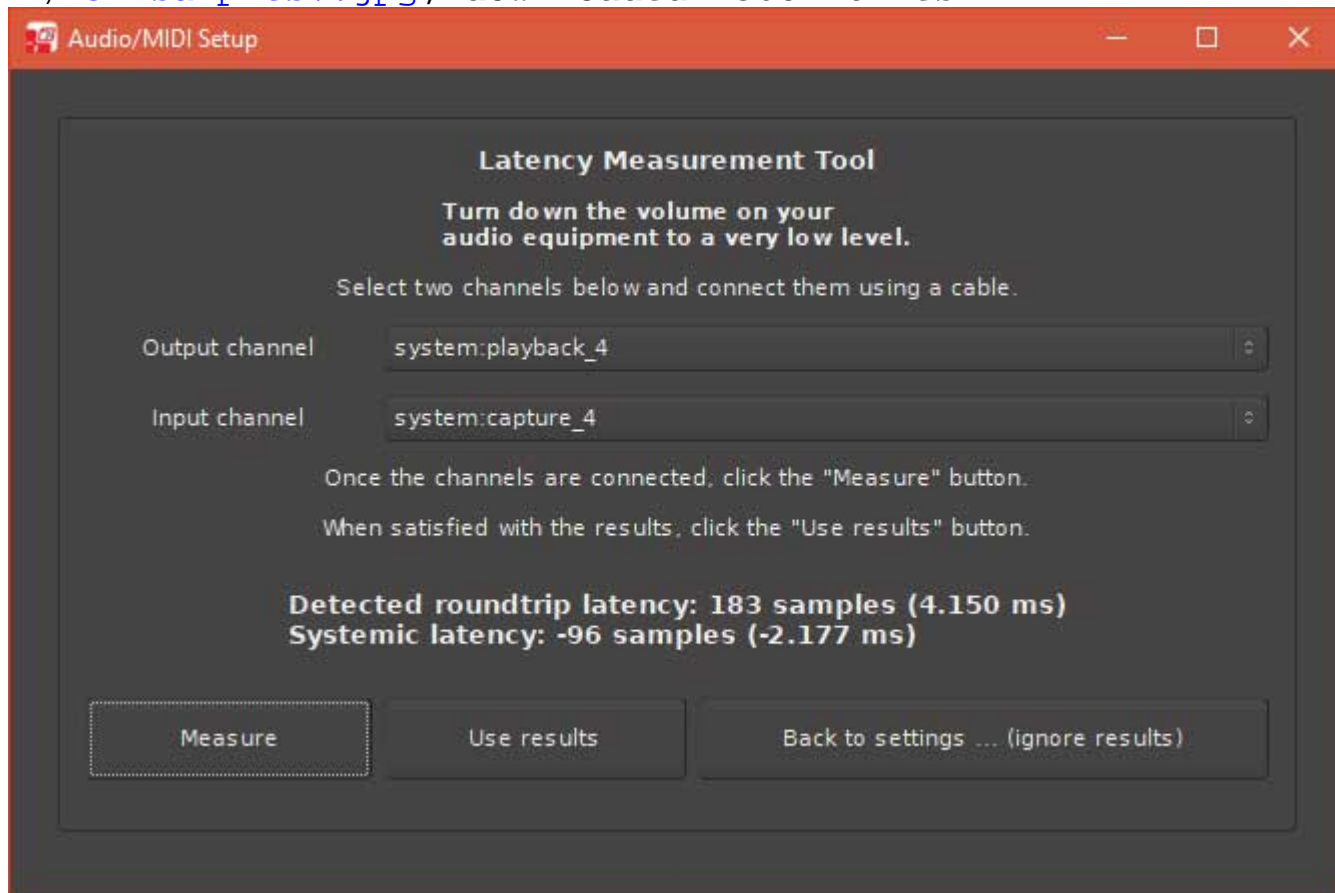 Audio/MIDI Setup
Latency Measurement Tool
Turn down the volume on your
audio equipment to a very low level.
Select two channels below and connect them using a cable.
Output channel system:playback_4
Input channel system:capture_4
Once the channels are connected, click the "Measure" button.
When satisfied with the results, click the "Use results" button.
Detected roundtrip latency: 183 samples (4.150 ms)
Systemic latency: -96 samples (-2.177 ms)
Measure Use results Back to settings ... (ignore results)